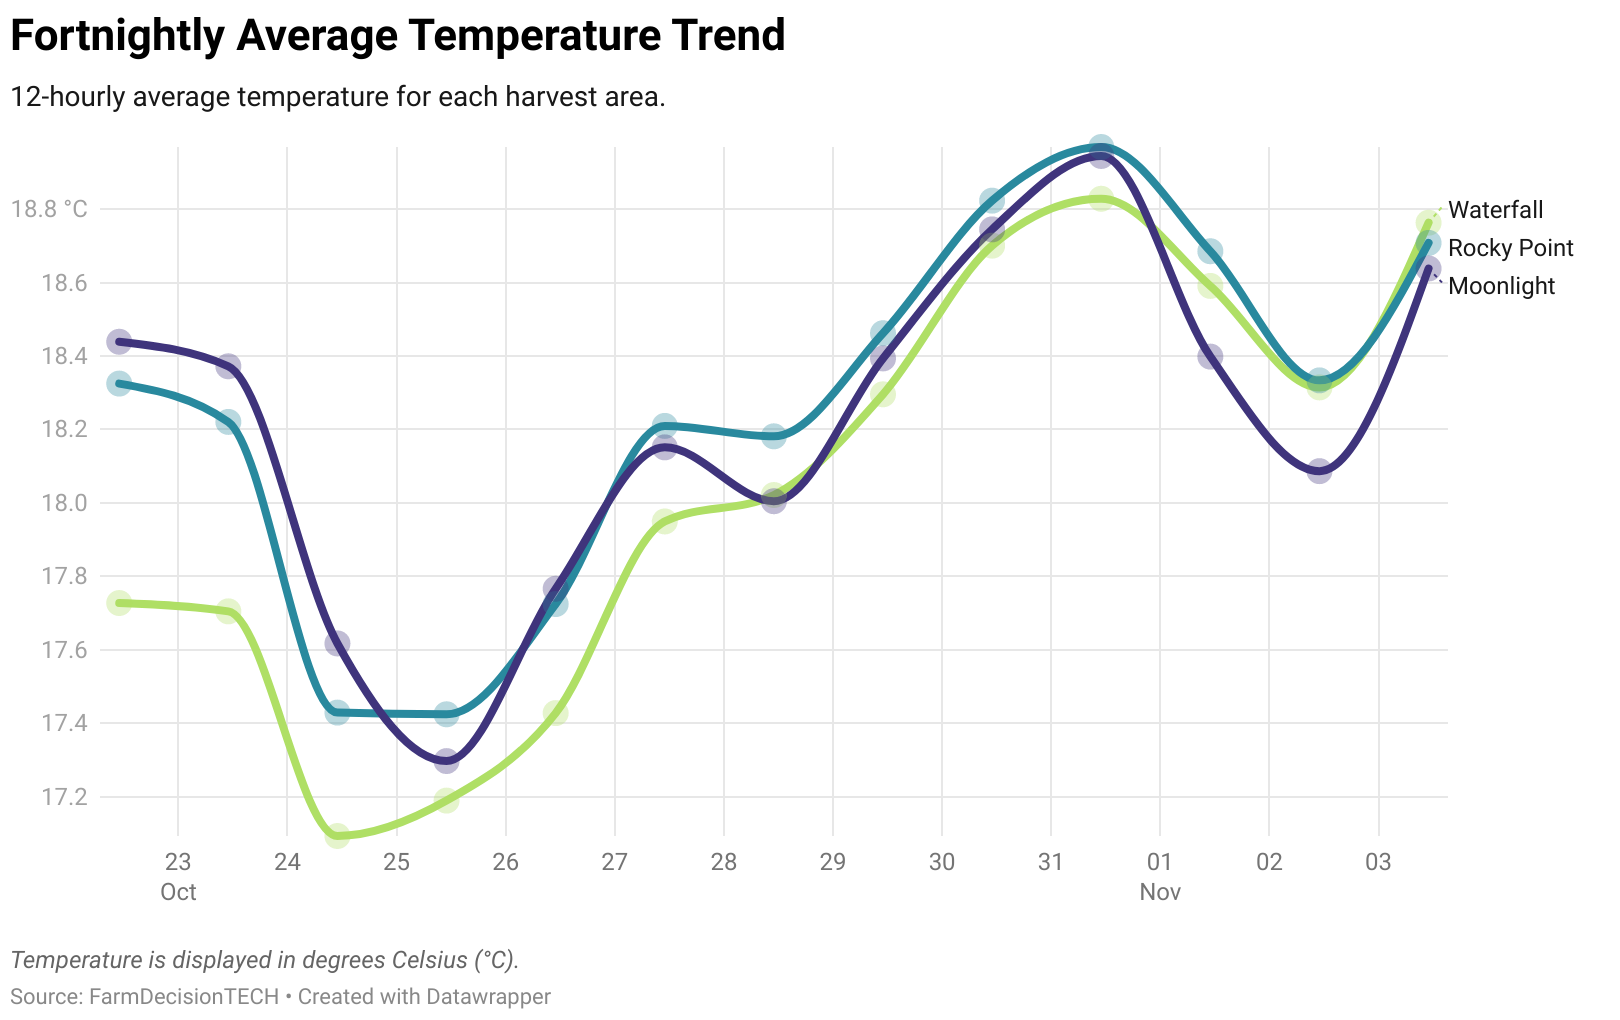 Fortnightly Average Temperature Trend
12-hourly average temperature for each harvest area.
18.8 °C
18.6
18.4
18.2
18.0
17.8
17.6
17.4
17.2
Waterfall
Rocky Point
Moonlight
23 24 25 26 27 28 29 30 31 01 02 03
Oct Nov
Temperature is displayed in degrees Celsius (°C).
Source: FarmDecisionTECH • Created with Datawrapper